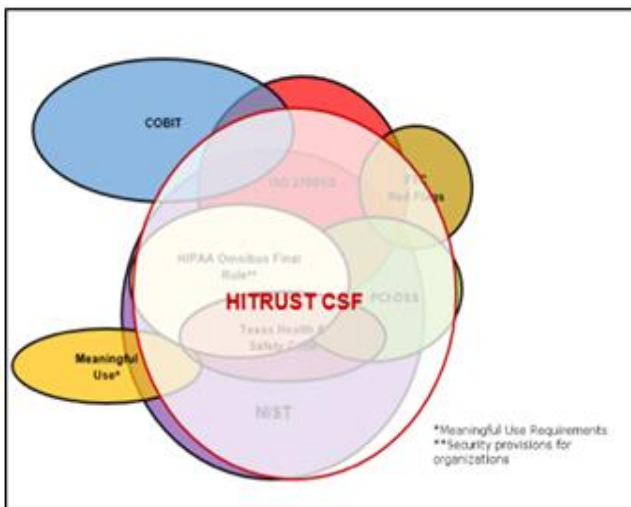 COBIT
ISO 27001/2
FTC
Red Flags
HIPAA Omnibus Final
Rule**
PCI-DSS
HITRUST CSF
Texas Health &
Safety Code
Meaningful
Use*
NIST
*Meaningful Use Requirements
**Security provisions for
organizations